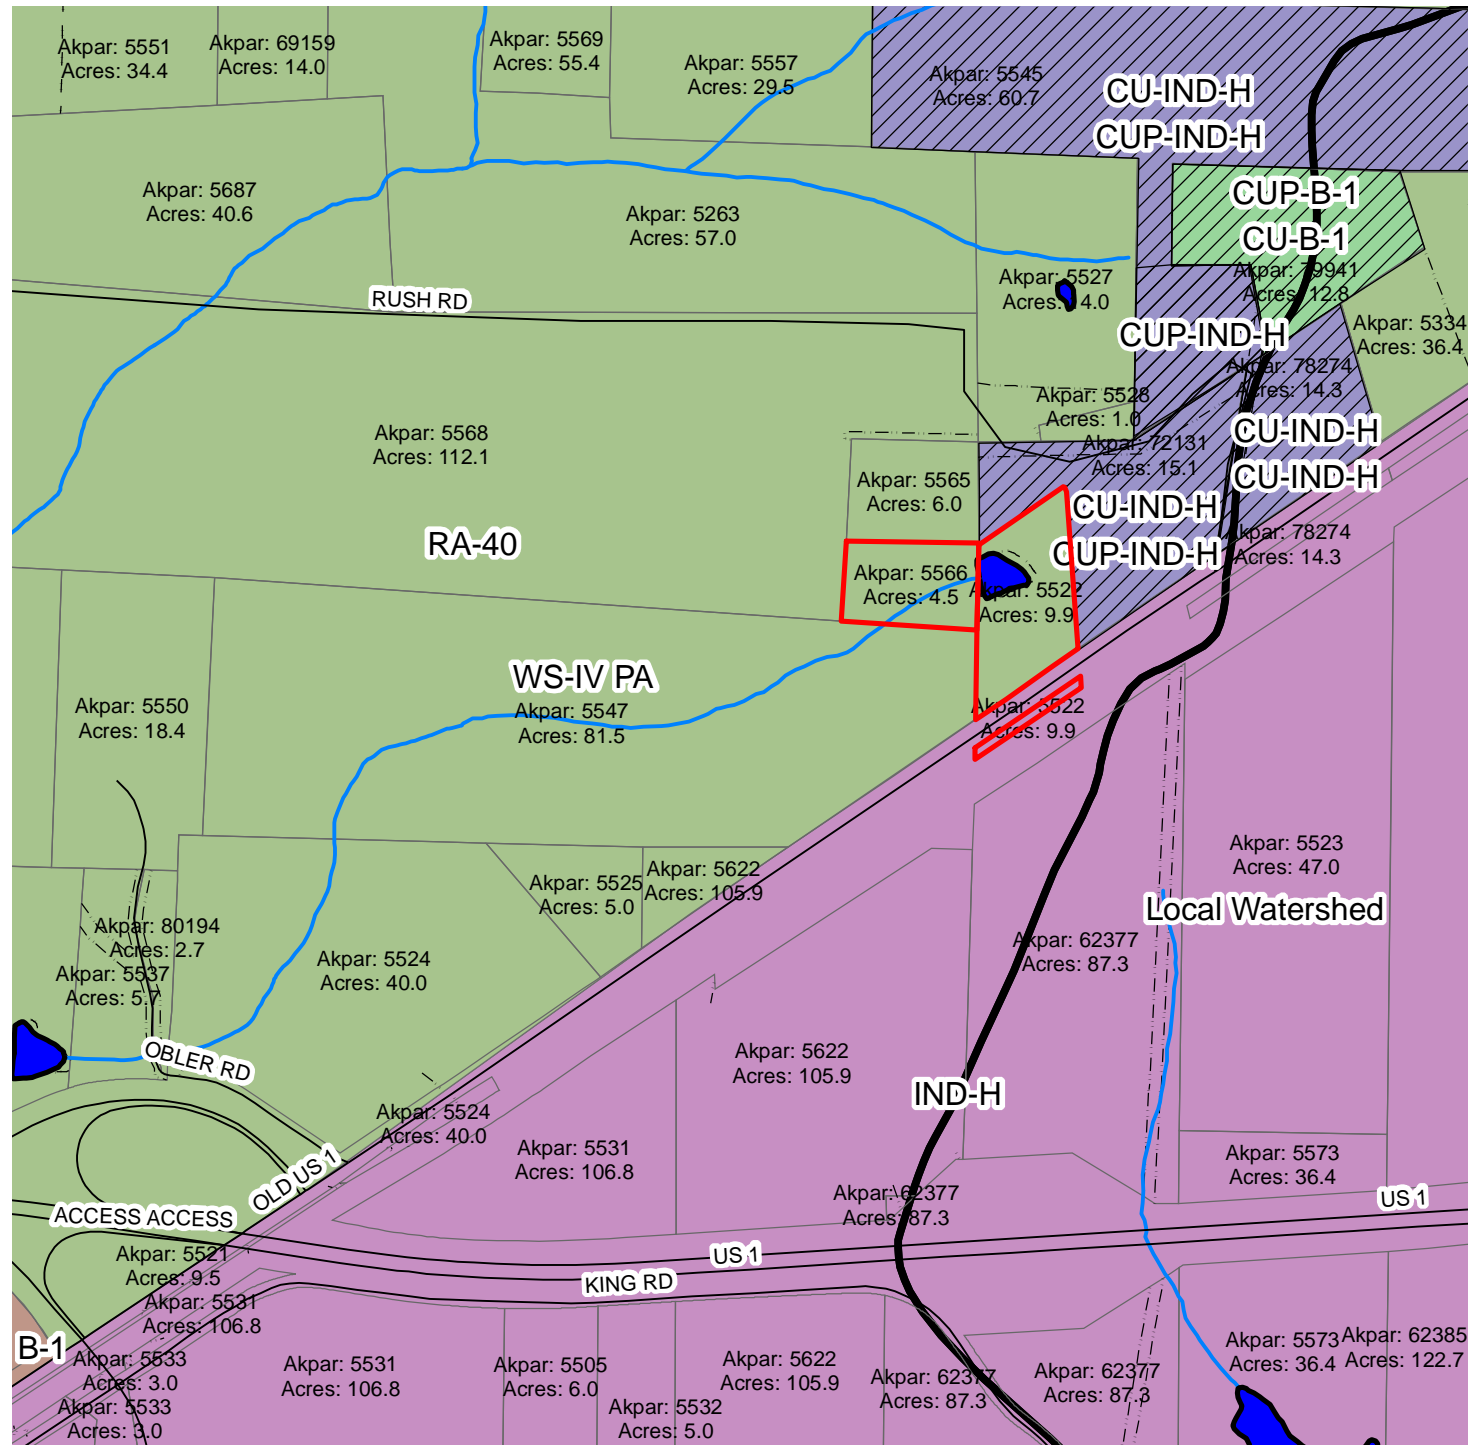 Akpar: 5551
Acres: 34.4
Akpar: 69159
Acres: 14.0
Akpar: 5569
Acres: 55.4
Akpar: 5557
Acres: 29.5
Akpar: 5545
Acres: 60.7
CU-IND-H
CUP-IND-H
Akpar: 5687
Acres: 40.6
Akpar: 5263
Acres: 57.0
CUP-B-1
CU-B-1
Akpar: 79941
Acres: 12.8
Akpar: 5527
Acres: 14.0
RUSH RD
CUP-IND-H
Akpar: 5334
Acres: 36.4
Akpar: 78274
Acres: 14.3
Akpar: 5528
Acres: 1.0
Akpar: 72131
Acres: 15.1
CU-IND-H
CU-IND-H
Akpar: 5568
Acres: 112.1
Akpar: 5565
Acres: 6.0
CU-IND-H
CUP-IND-H
Akpar: 78274
Acres: 14.3
RA-40
Akpar: 5566
Acres: 4.5
Akpar: 5522
Acres: 9.9
WS-IV PA
Akpar: 5547
Acres: 81.5
Akpar: 5550
Acres: 18.4
Akpar: 5522
Acres: 9.9
Akpar: 5523
Acres: 47.0
Akpar: 5525
Acres: 5.0
Akpar: 5622
Acres: 105.9
Local Watershed
Akpar: 80194
Acres: 2.7
Akpar: 5537
Acres: 5.7
Akpar: 5524
Acres: 40.0
Akpar: 62377
Acres: 87.3
OBLER RD
Akpar: 5622
Acres: 105.9
IND-H
Akpar: 5524
Acres: 40.0
Akpar: 5531
Acres: 106.8
Akpar: 5573
Acres: 36.4
OLD US 1
Akpar: 62377
Acres: 87.3
US 1
ACCESS ACCESS
US 1
KING RD
Akpar: 5521
Acres: 9.5
Akpar: 5531
Acres: 106.8
B-1
Akpar: 5533
Acres: 3.0
Akpar: 5533
Acres: 3.0
Akpar: 5531
Acres: 106.8
Akpar: 5505
Acres: 6.0
Akpar: 5532
Acres: 5.0
Akpar: 5622
Acres: 105.9
Akpar: 62377
Acres: 87.3
Akpar: 62377
Acres: 87.3
Akpar: 5573
Acres: 36.4
Akpar: 62385
Acres: 122.7